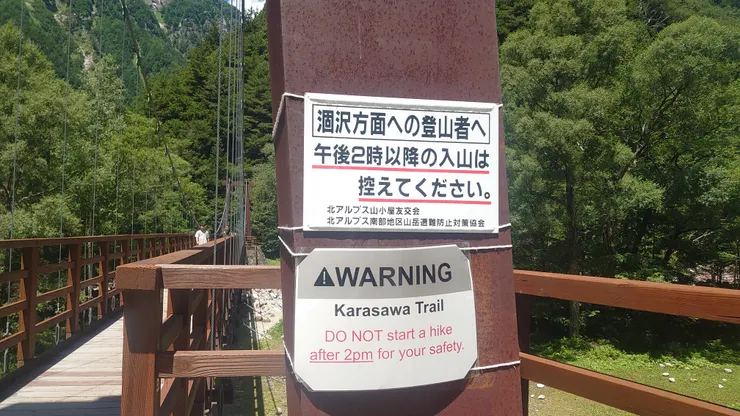 涸沢方面への登山者へ
午後2時以降の入山は
控えてください。
北アルプス山小屋友交会
北アルプス南部地区山岳遭難防止対策協会
WARNING
Karasawa Trail
DO NOT start a hike
after 2pm for your safety.